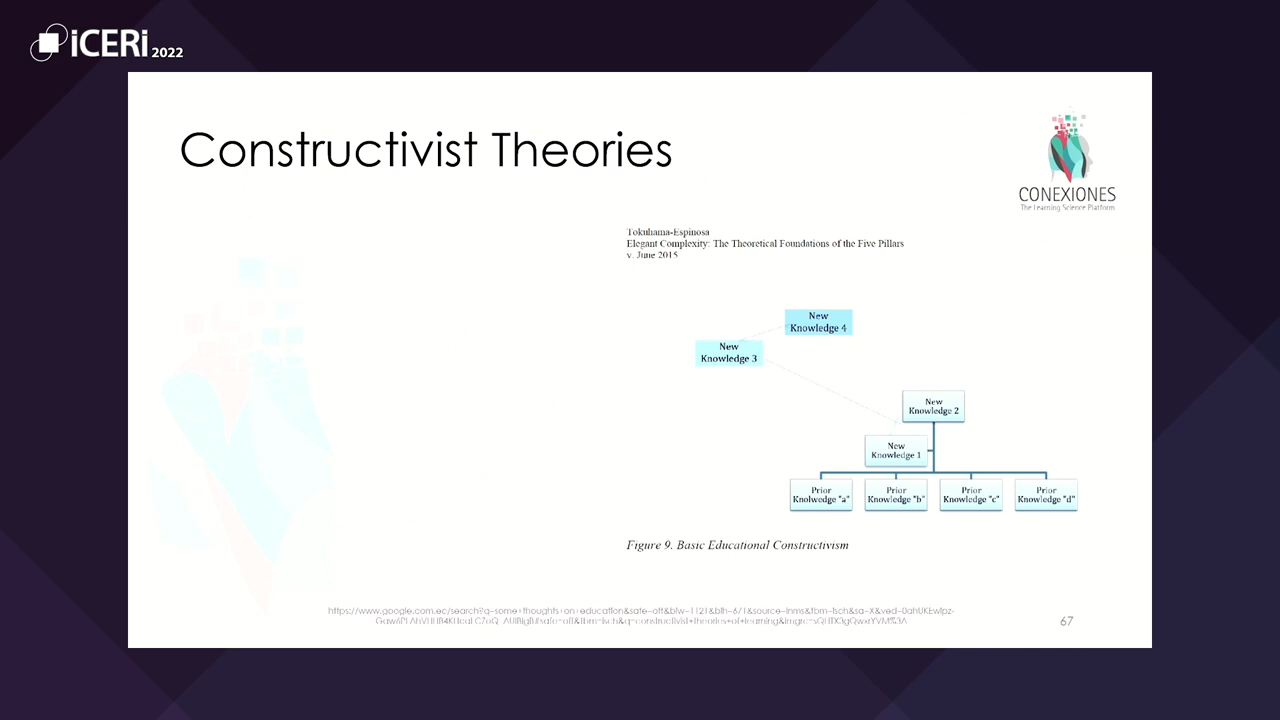 iCERi 2022
Constructivist Theories
CONEXIONES
The Learning Science Platform
Tokuhama-Espinosa
Elegant Complexity: The Theoretical Foundations of the Five Pillars
v. June 2015
New
Knowledge 4
New
Knowledge 3
New
Knowledge 2
New
Knowledge 1
Prior
Knolwedge "a"
Prior
Knowledge "b"
Prior
Knowledge "c"
Prior
Knowledge "d"
Figure 9. Basic Educational Constructivism
67